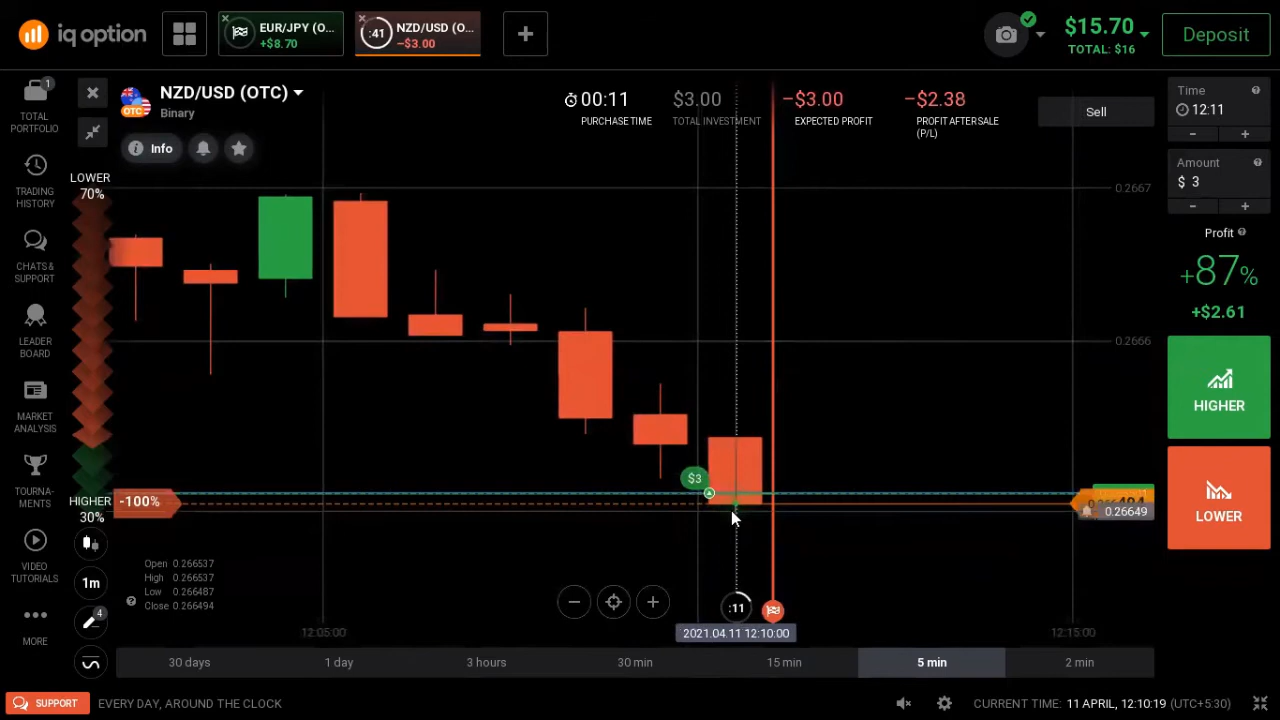 iq option
EUR/JPY (O...
+$8.70
:41
NZD/USD (O...
−$3.00
$15.70
TOTAL: $16
Deposit
1
TOTAL
PORTFOLIO
TRADING
HISTORY
CHATS &
SUPPORT
LEADER
BOARD
MARKET
ANALYSIS
TOURNA-
MENTS
VIDEO
TUTORIALS
MORE
OTC
NZD/USD (OTC)
Binary
Info
00:11
PURCHASE TIME
$3.00
TOTAL INVESTMENT
−$3.00
EXPECTED PROFIT
−$2.38
PROFIT AFTER SALE
(P/L)
Sell
LOWER
70%
HIGHER
30%
-100%
$3
0.2667
0.2666
0.26649
1m
4
Open 0.266537
High 0.266537
Low 0.266487
Close 0.266494
:11
12:05:00
2021.04.11 12:10:00
12:15:00
30 days
1 day
3 hours
30 min
15 min
5 min
2 min
Time
12:11
− +
Amount
$ 3
− +
Profit
+87%
+$2.61
HIGHER
LOWER
SUPPORT
EVERY DAY, AROUND THE CLOCK
CURRENT TIME: 11 APRIL, 12:10:19 (UTC+5:30)